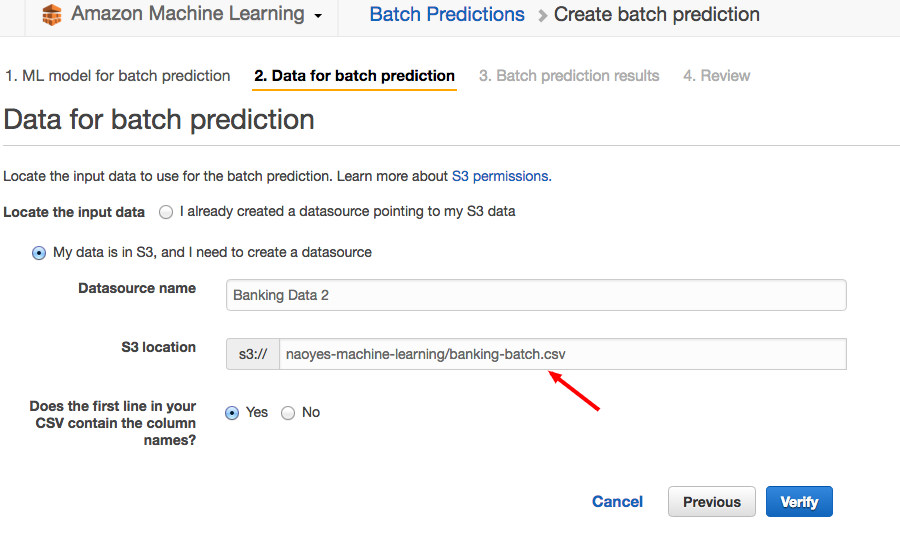 Amazon Machine Learning
Batch Predictions > Create batch prediction
1. ML model for batch prediction
2. Data for batch prediction
3. Batch prediction results
4. Review
Data for batch prediction
Locate the input data to use for the batch prediction. Learn more about S3 permissions.
Locate the input data
I already created a datasource pointing to my S3 data
My data is in S3, and I need to create a datasource
Datasource name
Banking Data 2
S3 location
s3://
naoyes-machine-learning/banking-batch.csv
Does the first line in your
CSV contain the column
names?
Yes
No
Cancel
Previous
Verify